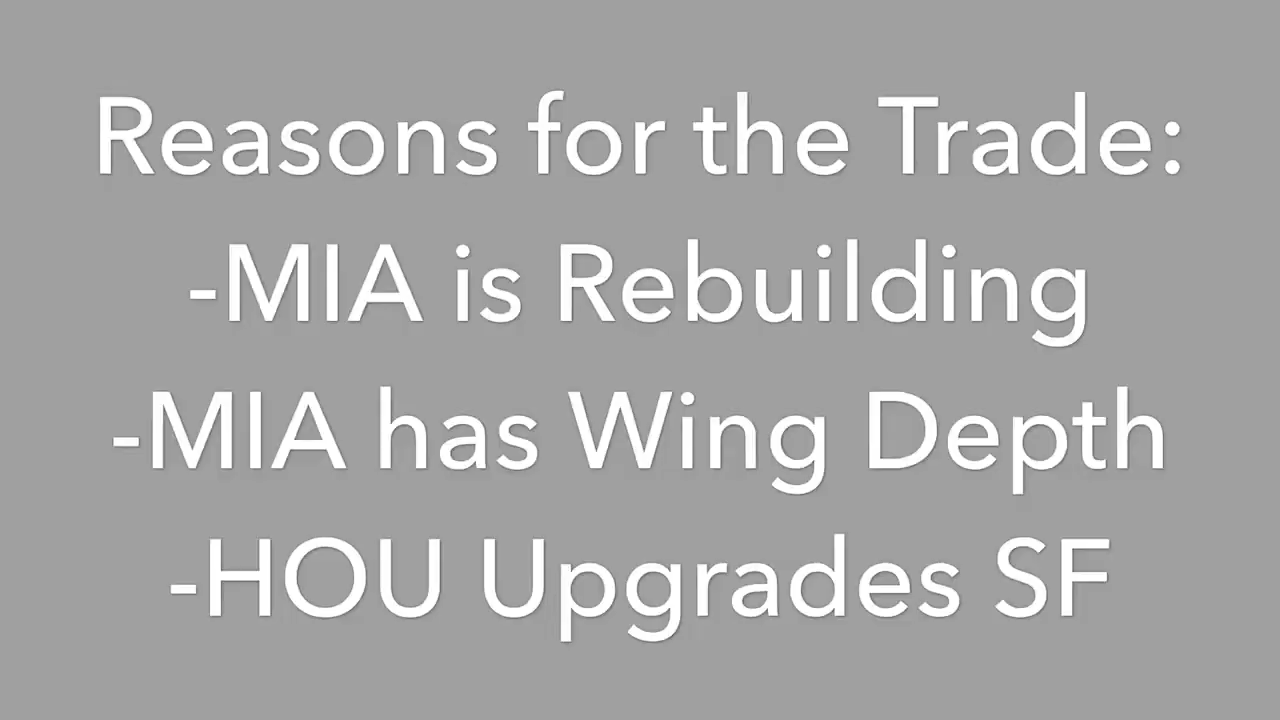 Reasons for the Trade:
-MIA is Rebuilding
-MIA has Wing Depth
-HOU Upgrades SF